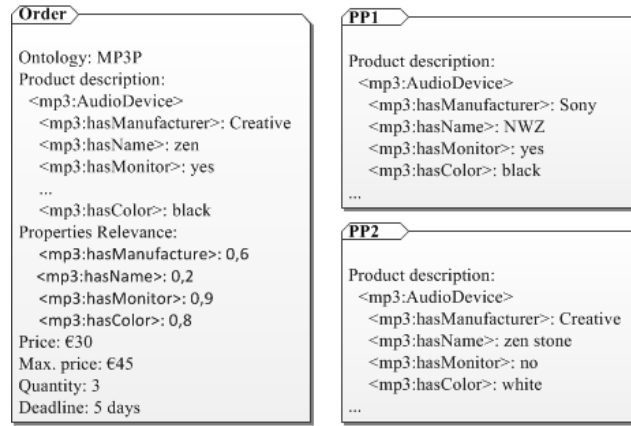 Order
Ontology: MP3P
Product description:
<mp3:AudioDevice>
<mp3:hasManufacturer>: Creative
<mp3:hasName>: zen
<mp3:hasMonitor>: yes
...
<mp3:hasColor>: black
Properties Relevance:
<mp3:hasManufacture>: 0,6
<mp3:hasName>: 0,2
<mp3:hasMonitor>: 0,9
<mp3:hasColor>: 0,8
Price: €30
Max. price: €45
Quantity: 3
Deadline: 5 days
PP1
Product description:
<mp3:AudioDevice>
<mp3:hasManufacturer>: Sony
<mp3:hasName>: NWZ
<mp3:hasMonitor>: yes
<mp3:hasColor>: black
...
PP2
Product description:
<mp3:AudioDevice>
<mp3:hasManufacturer>: Creative
<mp3:hasName>: zen stone
<mp3:hasMonitor>: no
<mp3:hasColor>: white
...